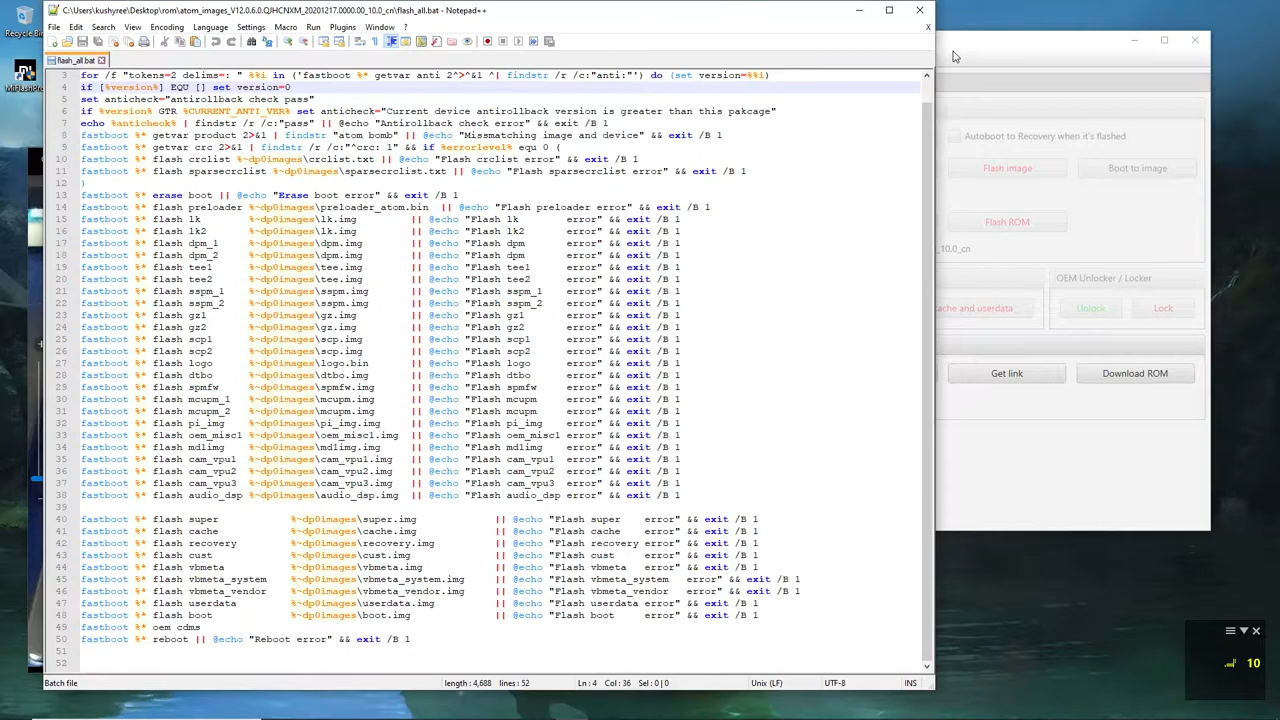 C:\Users\kushyree\Desktop\rom\atom_images_V12.0.6.0.QJHCNXM_20201217.0000.00_10.0_cn\flash_all.bat - Notepad++
Recycle Bin
File Edit Search View Encoding Language Settings Macro Run Plugins Window ?
flash_all.bat
MiFlashPro
3 for /f "tokens=2 delims=: " %%i in ('fastboot %* getvar anti 2^>^&1 ^| findstr /r /c:"anti:"') do (set version=%%i)
4 if [%version%] EQU [] set version=0
5 set anticheck="antirollback check pass"
6 if %version% GTR %CURRENT_ANTI_VER% set anticheck="Current device antirollback version is greater than this pakcage"
7 echo %anticheck% | findstr /r /c:"pass" || @echo "Antirollback check error" && exit /B 1
8 fastboot %* getvar product 2>&1 | findstr "atom bomb" || @echo "Missmatching image and device" && exit /B 1
9 fastboot %* getvar crc 2>&1 | findstr /r /c:"^crc: 1" && if %errorlevel% equ 0 (
10 fastboot %* flash crclist %~dp0images\crclist.txt || @echo "Flash crclist error" && exit /B 1
11 fastboot %* flash sparsecrclist %~dp0images\sparsecrclist.txt || @echo "Flash sparsecrclist error" && exit /B 1
12 )
13 fastboot %* erase boot || @echo "Erase boot error" && exit /B 1
14 fastboot %* flash preloader %~dp0images\preloader_atom.bin || @echo "Flash preloader error" && exit /B 1
15 fastboot %* flash lk %~dp0images\lk.img || @echo "Flash lk error" && exit /B 1
16 fastboot %* flash lk2 %~dp0images\lk.img || @echo "Flash lk2 error" && exit /B 1
17 fastboot %* flash dpm_1 %~dp0images\dpm.img || @echo "Flash dpm error" && exit /B 1
18 fastboot %* flash dpm_2 %~dp0images\dpm.img || @echo "Flash dpm error" && exit /B 1
19 fastboot %* flash tee1 %~dp0images\tee.img || @echo "Flash tee1 error" && exit /B 1
20 fastboot %* flash tee2 %~dp0images\tee.img || @echo "Flash tee2 error" && exit /B 1
21 fastboot %* flash sspm_1 %~dp0images\sspm.img || @echo "Flash sspm_1 error" && exit /B 1
22 fastboot %* flash sspm_2 %~dp0images\sspm.img || @echo "Flash sspm_2 error" && exit /B 1
23 fastboot %* flash gz1 %~dp0images\gz.img || @echo "Flash gz1 error" && exit /B 1
24 fastboot %* flash gz2 %~dp0images\gz.img || @echo "Flash gz2 error" && exit /B 1
25 fastboot %* flash scp1 %~dp0images\scp.img || @echo "Flash scp1 error" && exit /B 1
26 fastboot %* flash scp2 %~dp0images\scp.img || @echo "Flash scp2 error" && exit /B 1
27 fastboot %* flash logo %~dp0images\logo.bin || @echo "Flash logo error" && exit /B 1
28 fastboot %* flash dtbo %~dp0images\dtbo.img || @echo "Flash dtbo error" && exit /B 1
29 fastboot %* flash spmfw %~dp0images\spmfw.img || @echo "Flash spmfw error" && exit /B 1
30 fastboot %* flash mcupm_1 %~dp0images\mcupm.img || @echo "Flash mcupm error" && exit /B 1
31 fastboot %* flash mcupm_2 %~dp0images\mcupm.img || @echo "Flash mcupm error" && exit /B 1
32 fastboot %* flash pi_img %~dp0images\pi_img.img || @echo "Flash pi_img error" && exit /B 1
33 fastboot %* flash oem_misc1 %~dp0images\oem_misc1.img || @echo "Flash oem_misc1 error" && exit /B 1
34 fastboot %* flash md1img %~dp0images\md1img.img || @echo "Flash md1img error" && exit /B 1
35 fastboot %* flash cam_vpu1 %~dp0images\cam_vpu1.img || @echo "Flash cam_vpu1 error" && exit /B 1
36 fastboot %* flash cam_vpu2 %~dp0images\cam_vpu2.img || @echo "Flash cam_vpu2 error" && exit /B 1
37 fastboot %* flash cam_vpu3 %~dp0images\cam_vpu3.img || @echo "Flash cam_vpu3 error" && exit /B 1
38 fastboot %* flash audio_dsp %~dp0images\audio_dsp.img || @echo "Flash audio_dsp error" && exit /B 1
39
40 fastboot %* flash super %~dp0images\super.img || @echo "Flash super error" && exit /B 1
41 fastboot %* flash cache %~dp0images\cache.img || @echo "Flash cache error" && exit /B 1
42 fastboot %* flash recovery %~dp0images\recovery.img || @echo "Flash recovery error" && exit /B 1
43 fastboot %* flash cust %~dp0images\cust.img || @echo "Flash cust error" && exit /B 1
44 fastboot %* flash vbmeta %~dp0images\vbmeta.img || @echo "Flash vbmeta error" && exit /B 1
45 fastboot %* flash vbmeta_system %~dp0images\vbmeta_system.img || @echo "Flash vbmeta_system error" && exit /B 1
46 fastboot %* flash vbmeta_vendor %~dp0images\vbmeta_vendor.img || @echo "Flash vbmeta_vendor error" && exit /B 1
47 fastboot %* flash userdata %~dp0images\userdata.img || @echo "Flash userdata error" && exit /B 1
48 fastboot %* flash boot %~dp0images\boot.img || @echo "Flash boot error" && exit /B 1
49 fastboot %* oem cdms
50 fastboot %* reboot || @echo "Reboot error" && exit /B 1
51
52
Batch file length : 4,688 lines : 52 Ln : 4 Col : 36 Sel : 0 | 0 Unix (LF) UTF-8 INS
Autoboot to Recovery when it's flashed
Flash image Boot to image
Flash ROM
_10.0_cn
OEM Unlocker / Locker
cache and userdata Unlock Lock
Get link Download ROM
10